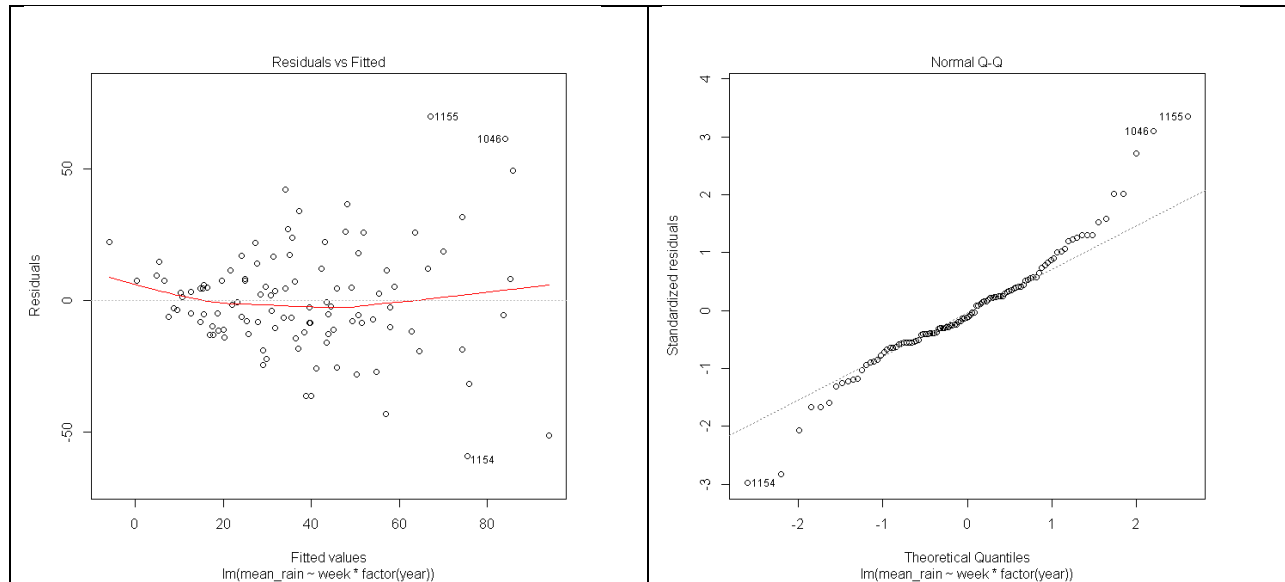 Residuals vs Fitted
Residuals
50
0
-50
1155
1046
1154
0 20 40 60 80
Fitted values
lm(mean_rain ~ week * factor(year))
Normal Q-Q
Standardized residuals
4
3
2
1
0
-1
-2
-3
1046 1155
1154
-2 -1 0 1 2
Theoretical Quantiles
lm(mean_rain ~ week * factor(year))